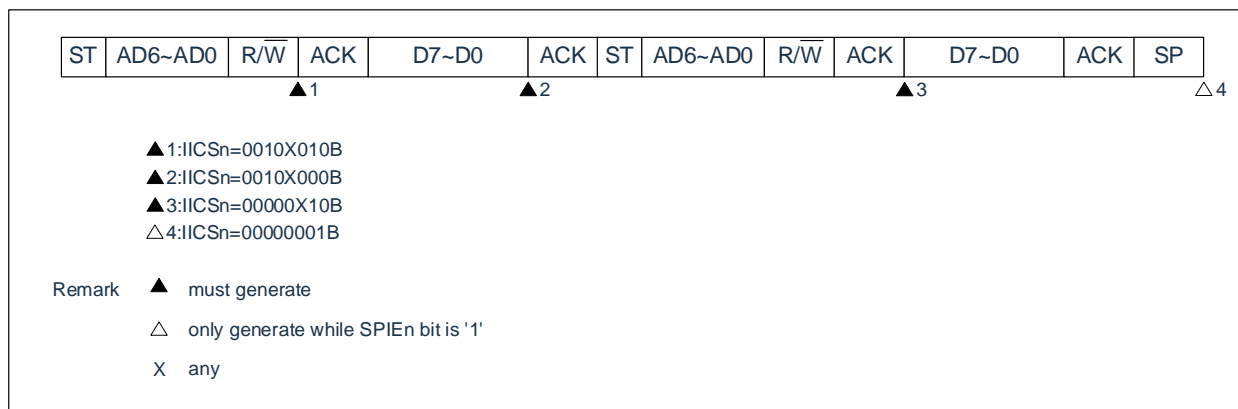 ST AD6~AD0 R/W̅ ACK D7~D0 ACK ST AD6~AD0 R/W̅ ACK D7~D0 ACK SP
▲1 ▲2 ▲3 △4
▲1:IICSn=0010X010B
▲2:IICSn=0010X000B
▲3:IICSn=00000X10B
△4:IICSn=00000001B
Remark ▲ must generate
△ only generate while SPIEn bit is '1'
X any